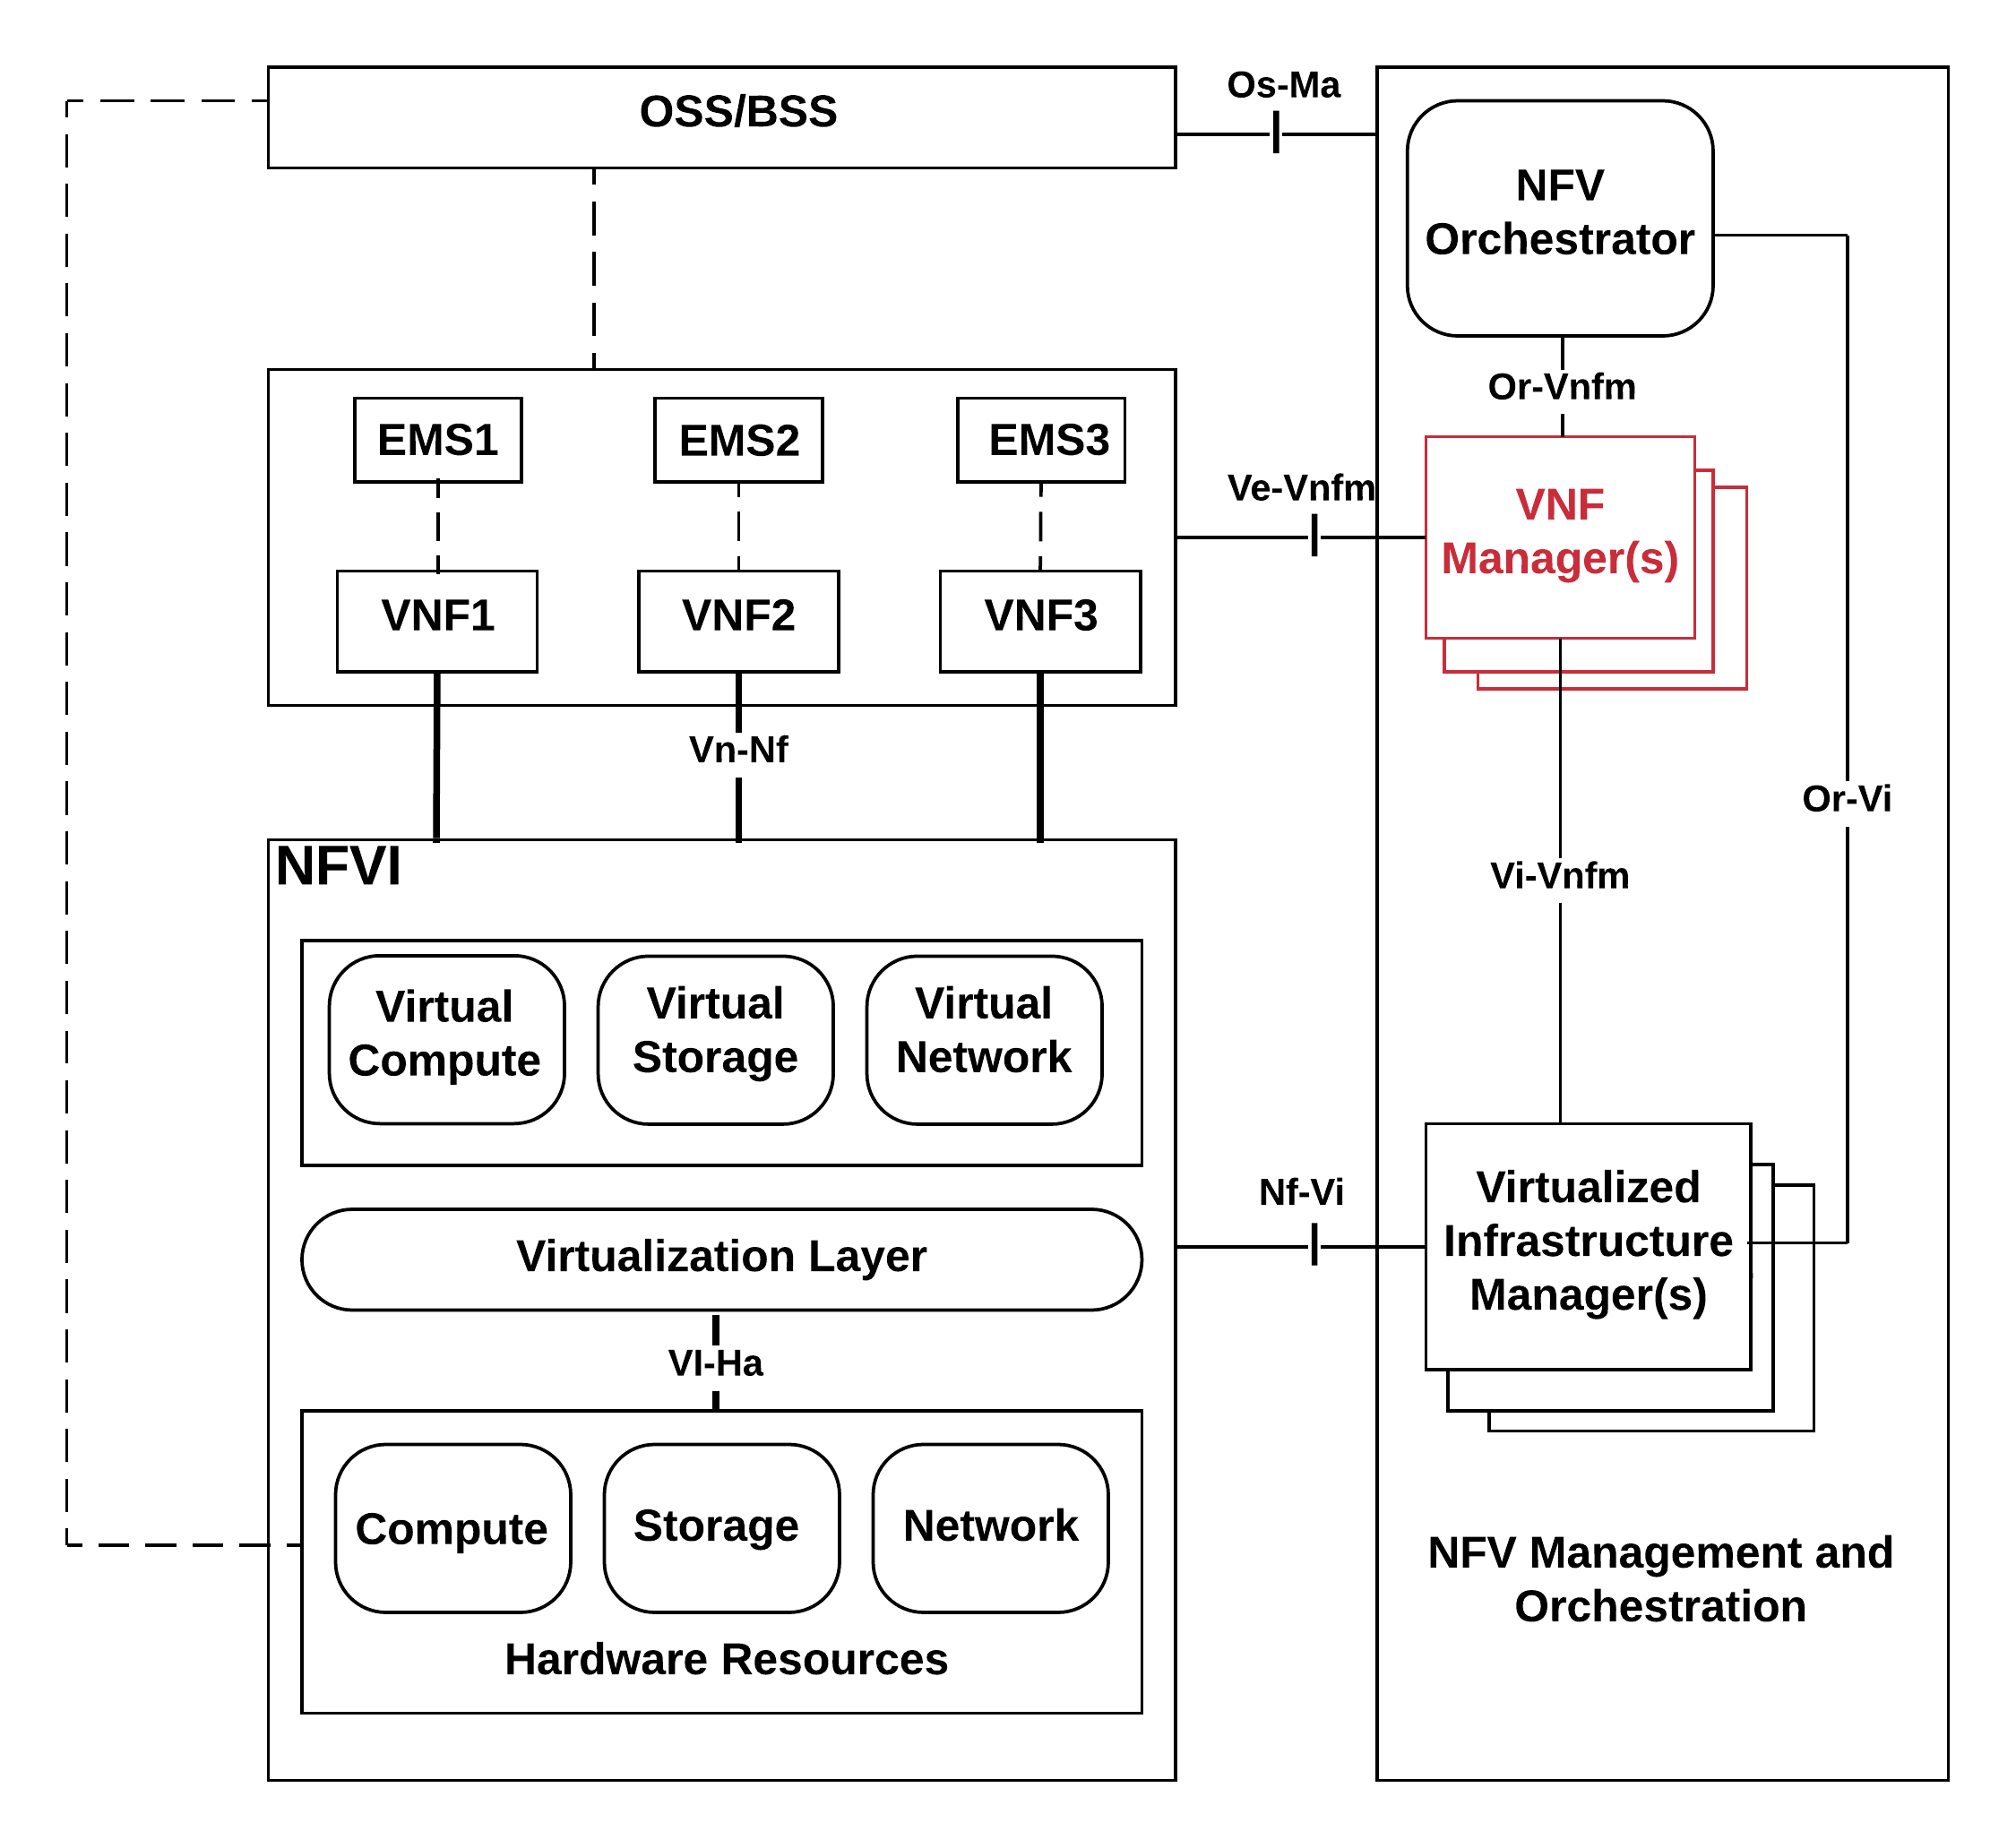 OSS/BSS
Os-Ma
NFV
Orchestrator
Or-Vnfm
EMS1
EMS2
EMS3
Ve-Vnfm
VNF
Manager(s)
VNF1
VNF2
VNF3
Vn-Nf
Or-Vi
NFVI
Vi-Vnfm
Virtual
Compute
Virtual
Storage
Virtual
Network
Nf-Vi
Virtualized
Infrastructure
Manager(s)
Virtualization Layer
VI-Ha
Compute
Storage
Network
Hardware Resources
NFV Management and
Orchestration